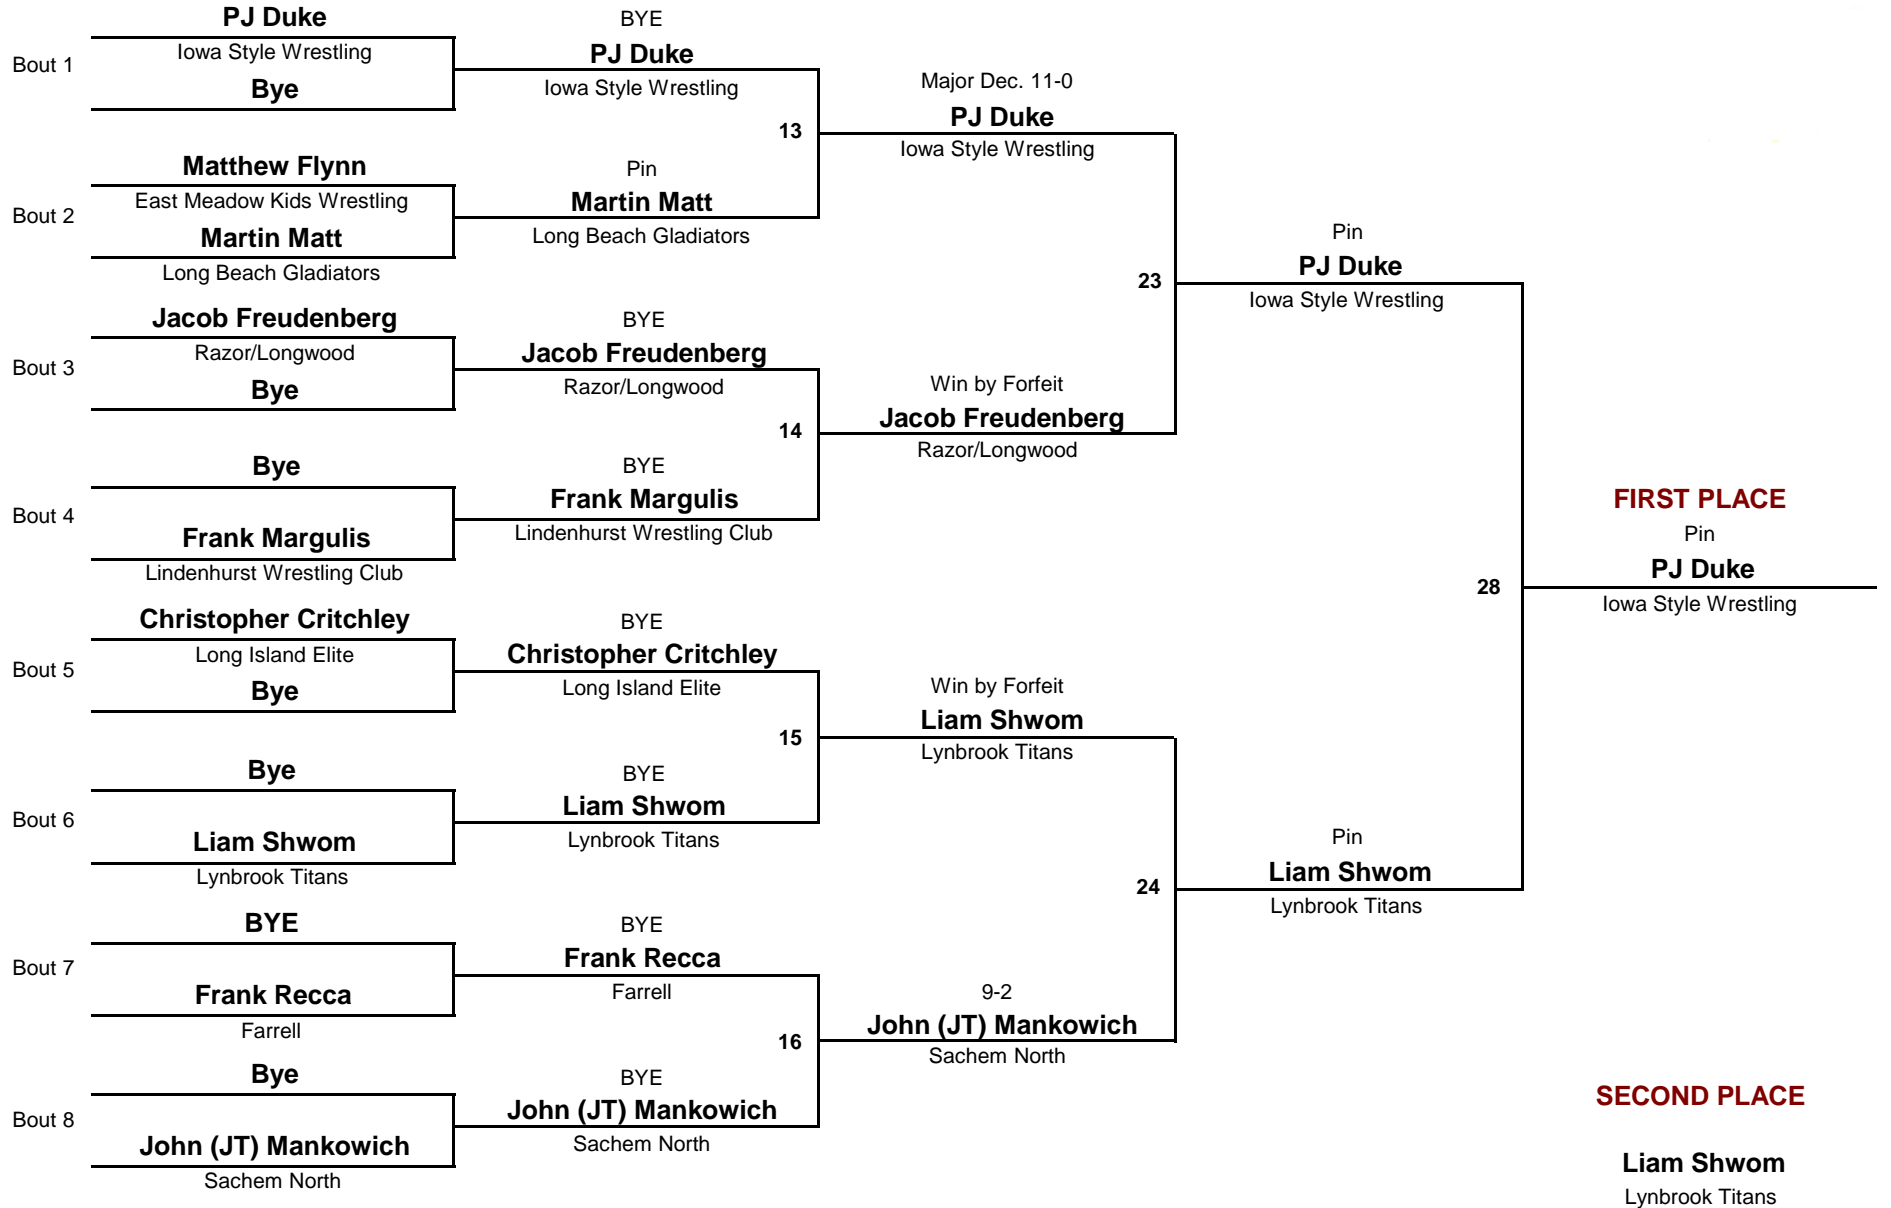 PJ Duke
Bout 1
Iowa Style Wrestling
Bye
Matthew Flynn
Bout 2
East Meadow Kids Wrestling
Martin Matt
Long Beach Gladiators
Jacob Freudenberg
Bout 3
Razor/Longwood
Bye
Bye
Bout 4
Frank Margulis
Lindenhurst Wrestling Club
Christopher Critchley
Bout 5
Long Island Elite
Bye
Bye
Bout 6
Liam Shwom
Lynbrook Titans
BYE
Bout 7
Frank Recca
Farrell
Bye
Bout 8
John (JT) Mankowich
Sachem North
BYE
PJ Duke
Iowa Style Wrestling
13
Pin
Martin Matt
Long Beach Gladiators
BYE
Jacob Freudenberg
Razor/Longwood
14
BYE
Frank Margulis
Lindenhurst Wrestling Club
BYE
Christopher Critchley
Long Island Elite
15
BYE
Liam Shwom
Lynbrook Titans
BYE
Frank Recca
Farrell
16
BYE
John (JT) Mankowich
Sachem North
Major Dec. 11-0
PJ Duke
Iowa Style Wrestling
23
Win by Forfeit
Jacob Freudenberg
Razor/Longwood
Win by Forfeit
Liam Shwom
Lynbrook Titans
24
9-2
John (JT) Mankowich
Sachem North
Pin
PJ Duke
Iowa Style Wrestling
28
Pin
Liam Shwom
Lynbrook Titans
FIRST PLACE
Pin
PJ Duke
Iowa Style Wrestling
SECOND PLACE
Liam Shwom
Lynbrook Titans